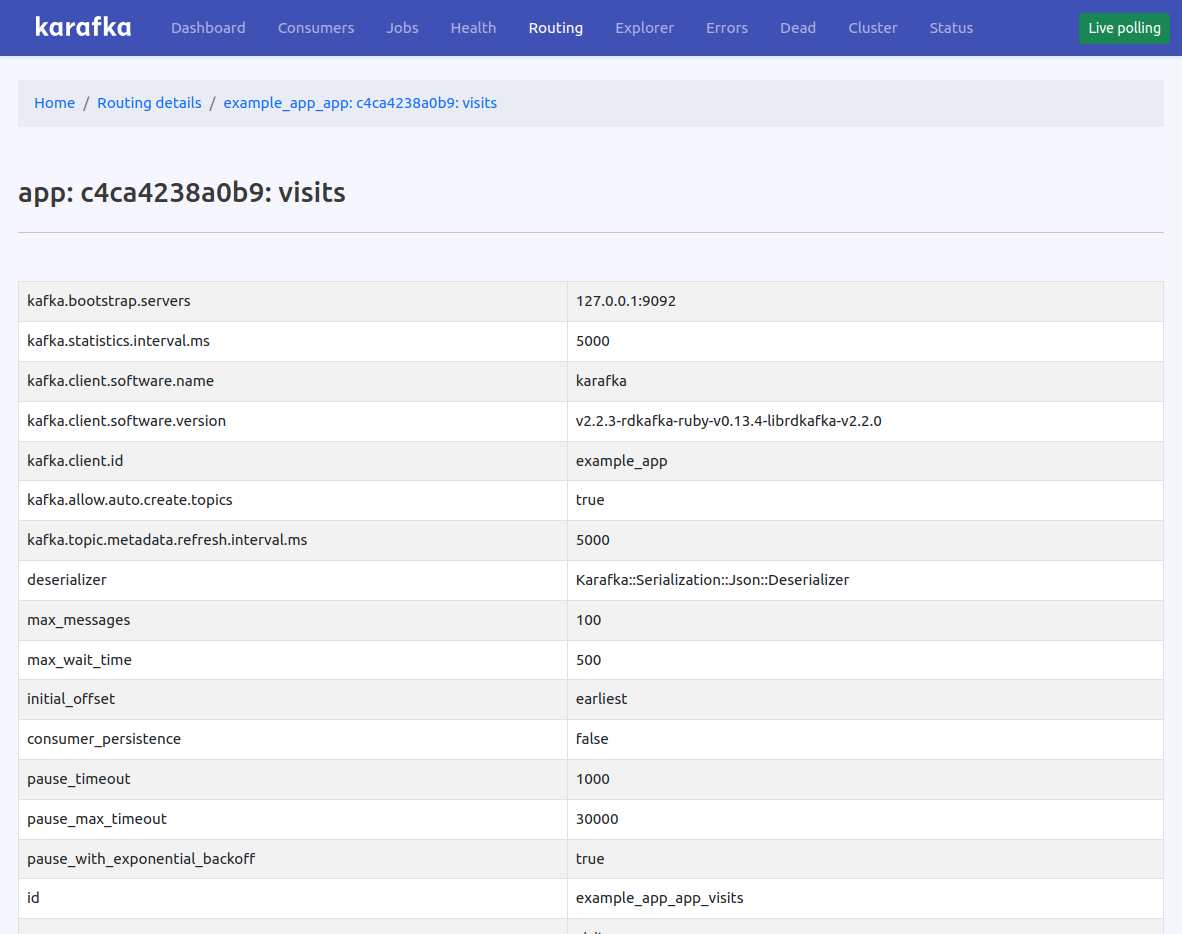 karafka Dashboard Consumers Jobs Health Routing Explorer Errors Dead Cluster Status Live polling
Home / Routing details / example_app_app: c4ca4238a0b9: visits
app: c4ca4238a0b9: visits
kafka.bootstrap.servers 127.0.0.1:9092
kafka.statistics.interval.ms 5000
kafka.client.software.name karafka
kafka.client.software.version v2.2.3-rdkafka-ruby-v0.13.4-librdkafka-v2.2.0
kafka.client.id example_app
kafka.allow.auto.create.topics true
kafka.topic.metadata.refresh.interval.ms 5000
deserializer Karafka::Serialization::Json::Deserializer
max_messages 100
max_wait_time 500
initial_offset earliest
consumer_persistence false
pause_timeout 1000
pause_max_timeout 30000
pause_with_exponential_backoff true
id example_app_app_visits